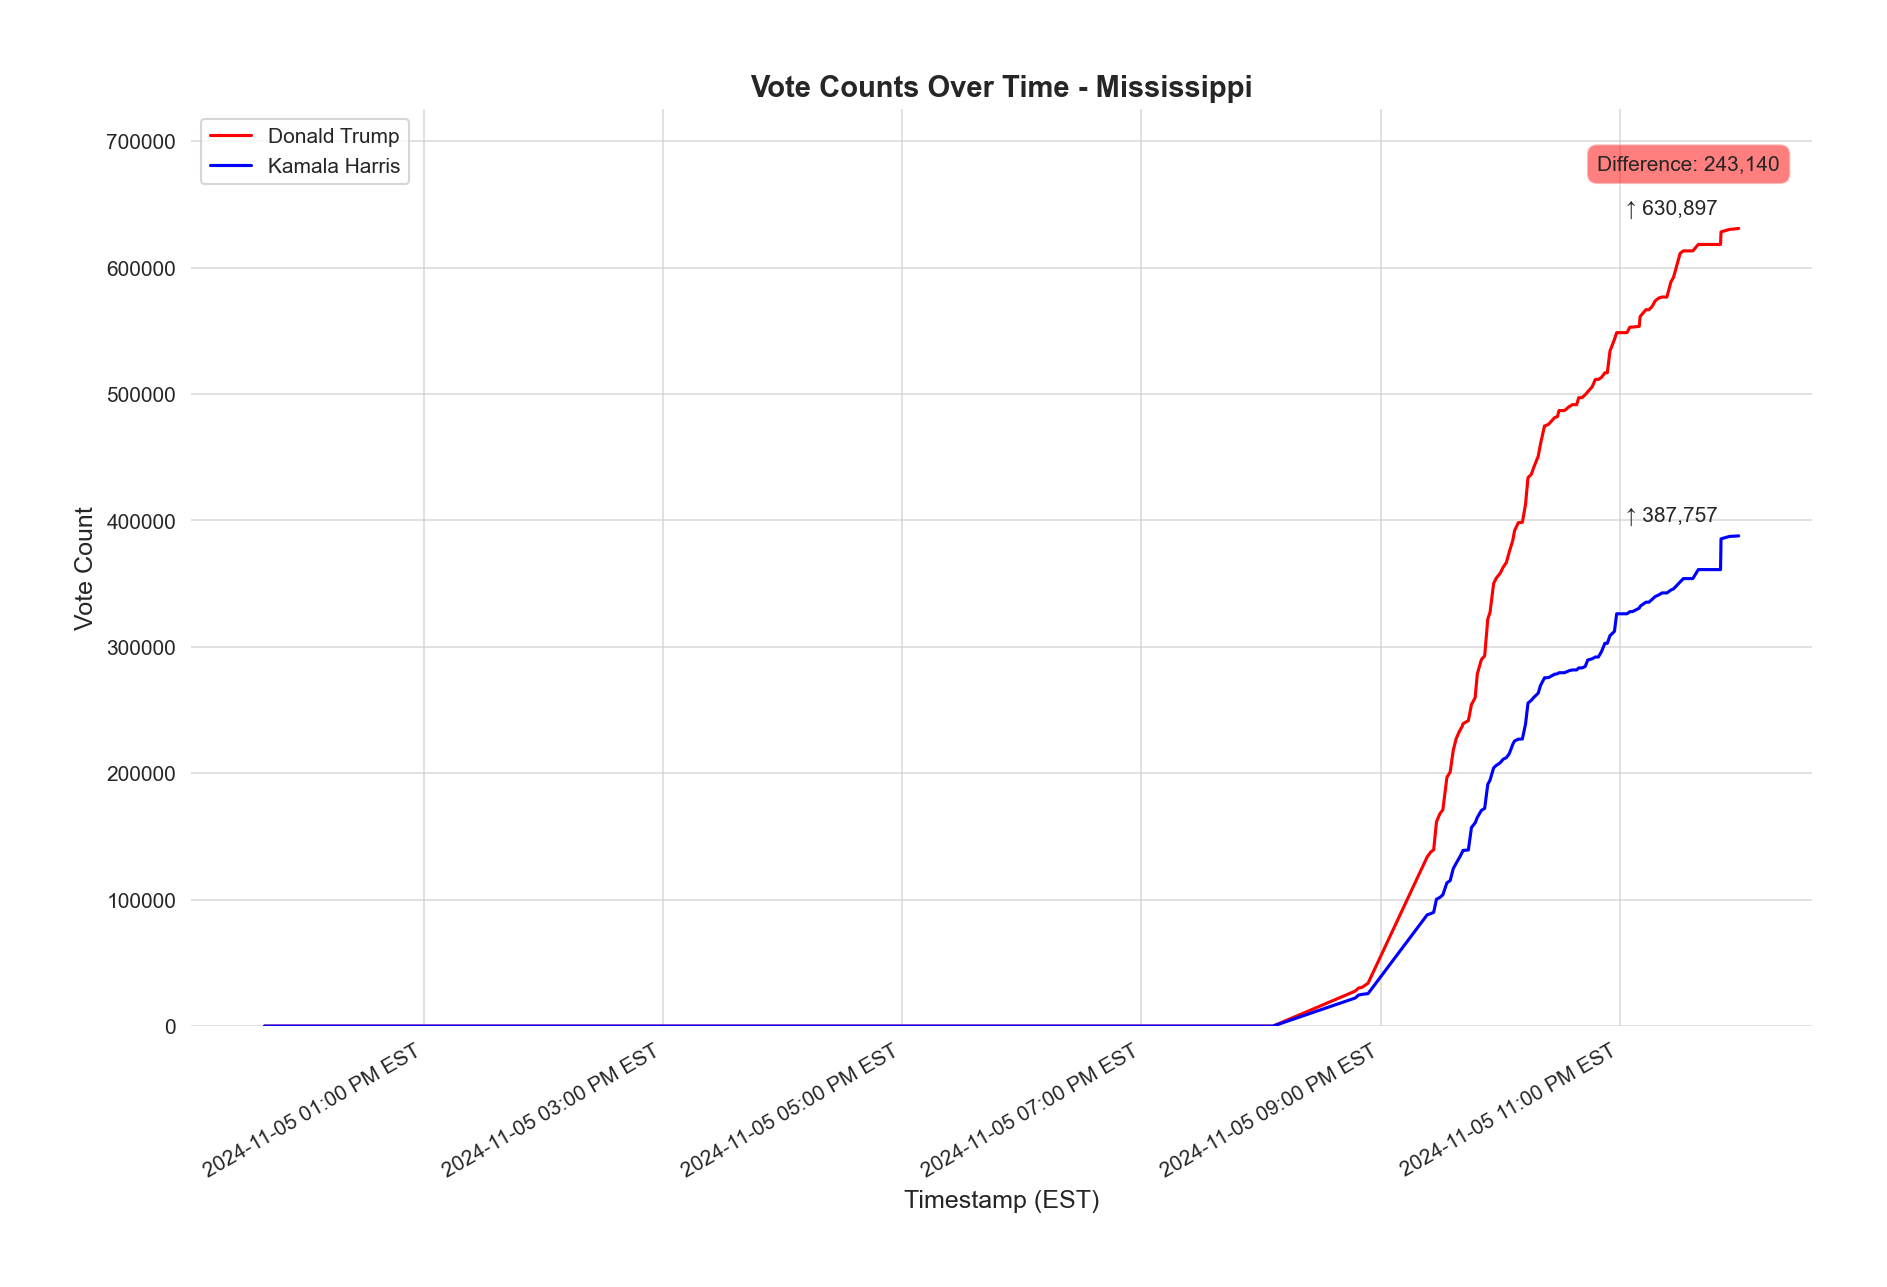 Vote Counts Over Time - Mississippi
Donald Trump
Kamala Harris
Difference: 243,140
↑ 630,897
↑ 387,757
Vote Count
700000
600000
500000
400000
300000
200000
100000
0
2024-11-05 01:00 PM EST
2024-11-05 03:00 PM EST
2024-11-05 05:00 PM EST
2024-11-05 07:00 PM EST
2024-11-05 09:00 PM EST
2024-11-05 11:00 PM EST
Timestamp (EST)